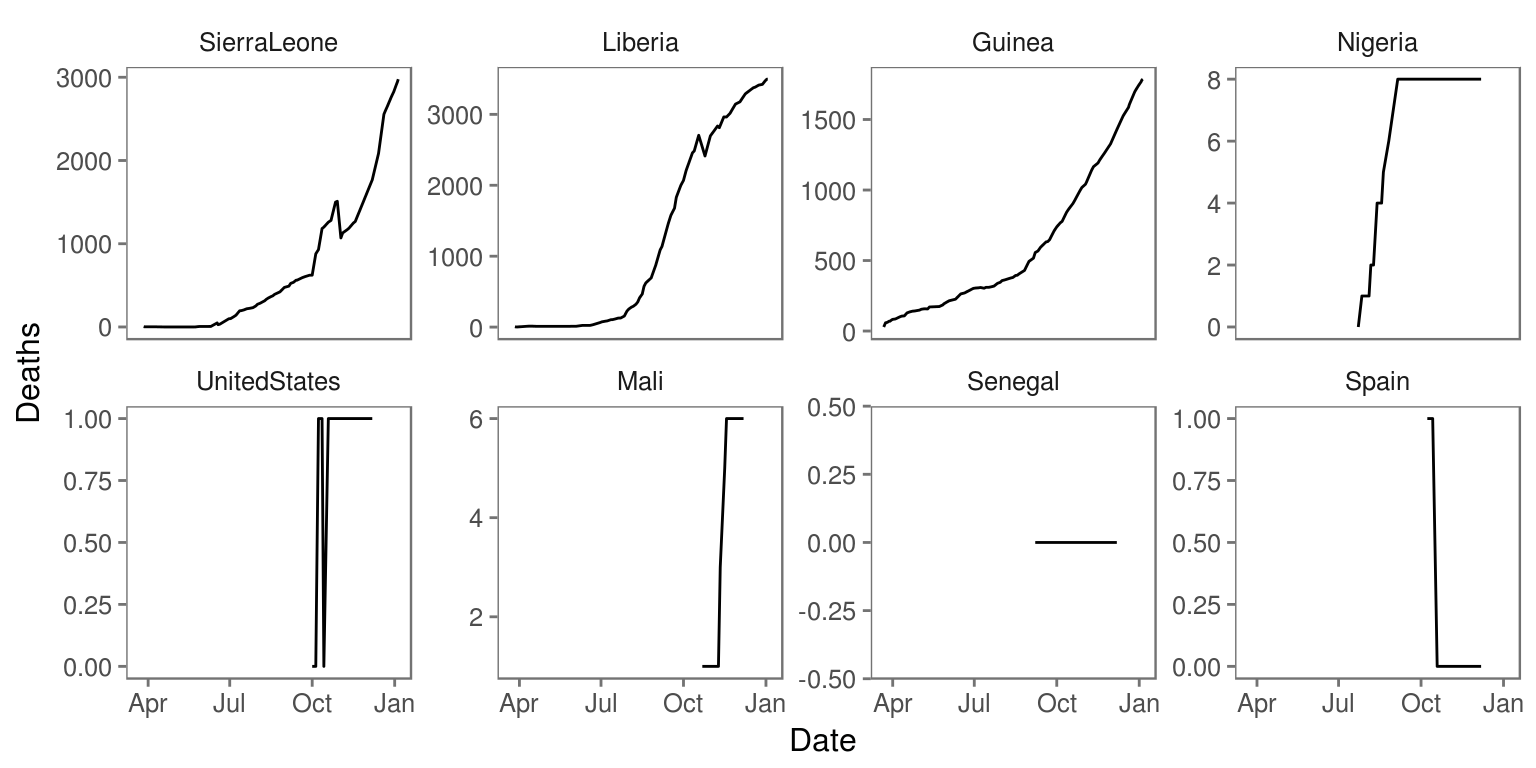 SierraLeone
Liberia
Guinea
Nigeria
3000
2000
1000
0
3000
2000
1000
0
1500
1000
500
0
8
6
4
2
0
Deaths
UnitedStates
Mali
Senegal
Spain
1.00
0.75
0.50
0.25
0.00
6
4
2
0.50
0.25
0.00
-0.25
-0.50
1.00
0.75
0.50
0.25
0.00
Apr Jul Oct Jan
Apr Jul Oct Jan
Apr Jul Oct Jan
Apr Jul Oct Jan
Date